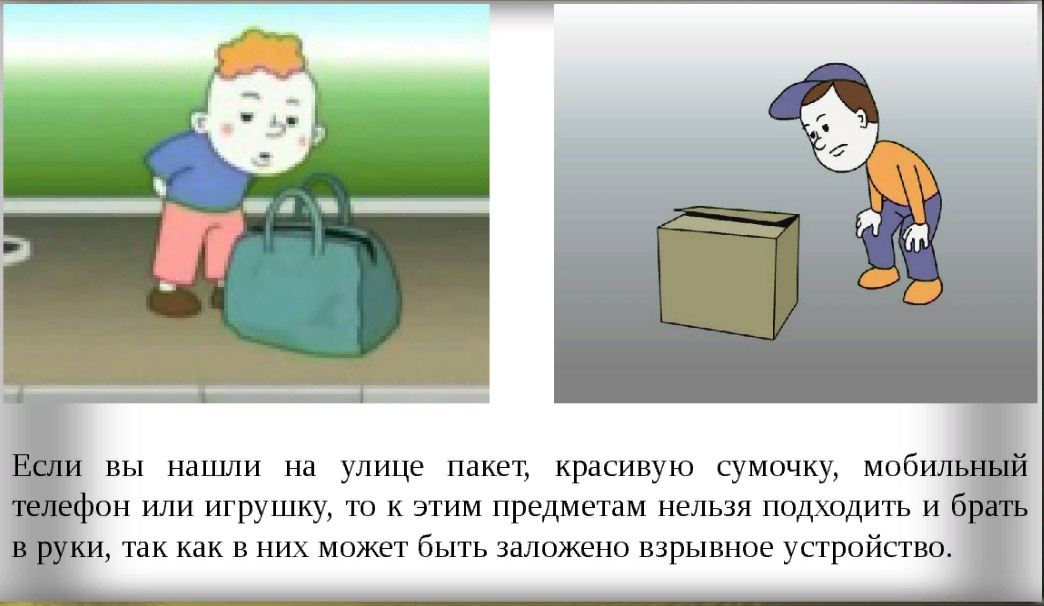 Если вы нашли на улице пакет, красивую сумочку, мобильный
телефон или игрушку, то к этим предметам нельзя подходить и брать
в руки, так как в них может быть заложено взрывное устройство.